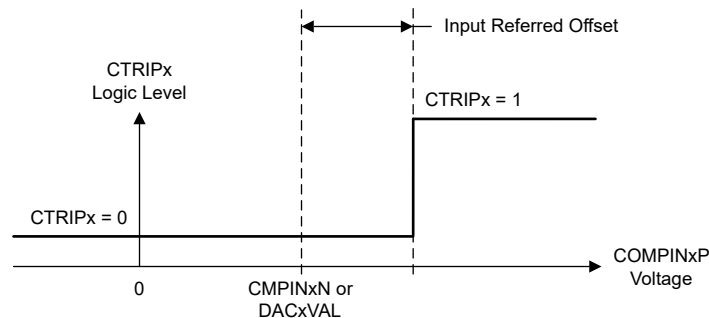 Input Referred Offset
CTRIPx
Logic Level
CTRIPx = 1
CTRIPx = 0
COMPINxP
Voltage
0
CMPINxN or
DACxVAL